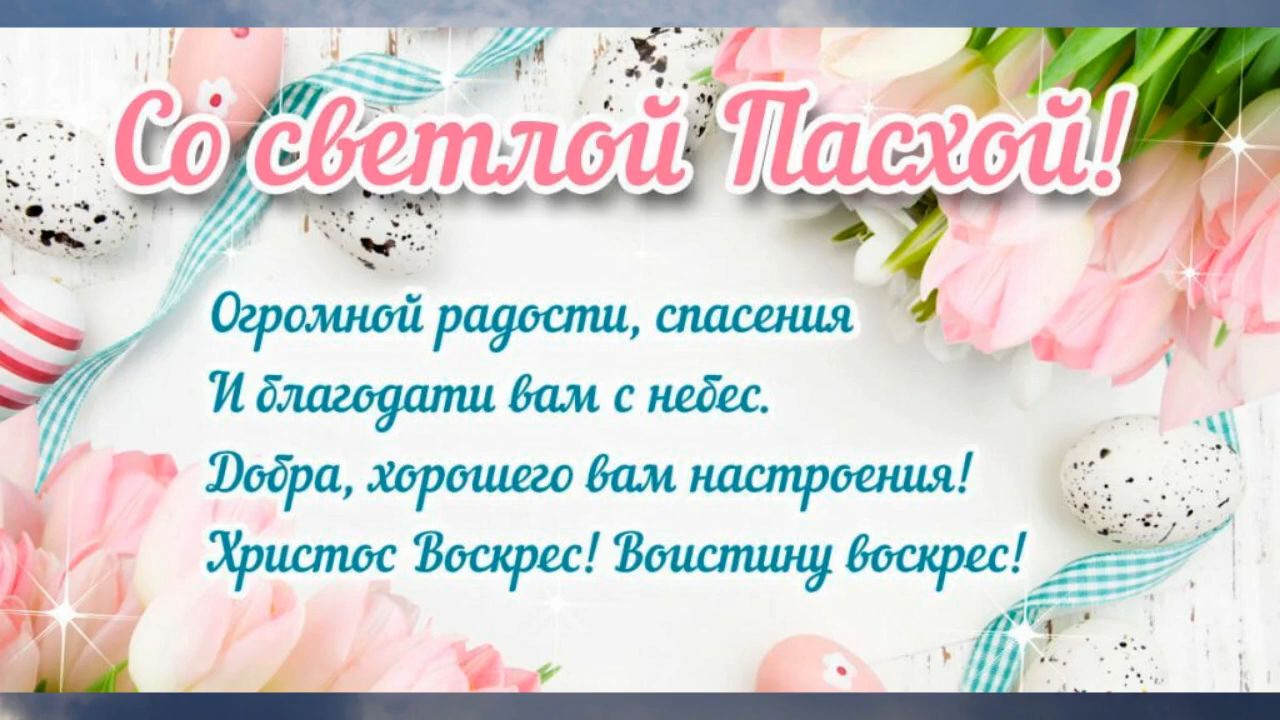 Со светлой Пасхой!
Огромной радости, спасения
И благодати вам с небес.
Добра, хорошего вам настроения!
Христос Воскрес! Воистину воскрес!